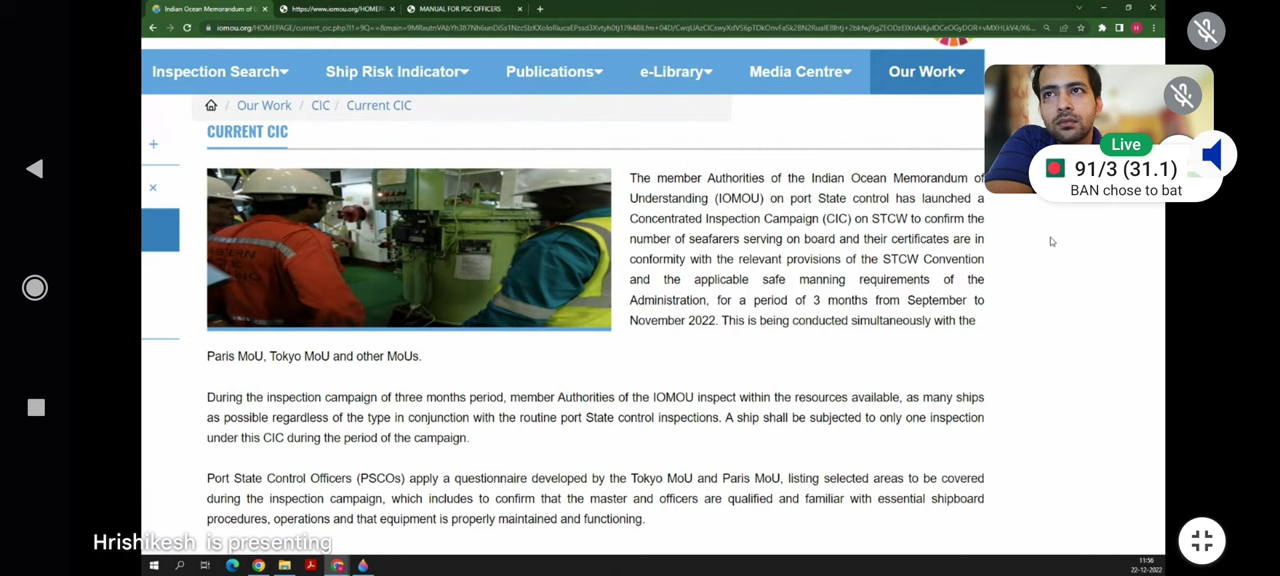 Indian Ocean Memorandum of
https://www.iomou.org/HOMEP
MANUAL FOR PSC OFFICERS
Inspection Search
Ship Risk Indicator
Publications
e-Library
Media Centre
Our Work
/ Our Work / CIC / Current CIC
CURRENT CIC
Live
91/3 (31.1)
BAN chose to bat
The member Authorities of the Indian Ocean Memorandum of
Understanding (IOMOU) on port State control has launched a
Concentrated Inspection Campaign (CIC) on STCW to confirm the
number of seafarers serving on board and their certificates are in
conformity with the relevant provisions of the STCW Convention
and the applicable safe manning requirements of the
Administration, for a period of 3 months from September to
November 2022. This is being conducted simultaneously with the
Paris MoU, Tokyo MoU and other MoUs.
During the inspection campaign of three months period, member Authorities of the IOMOU inspect within the resources available, as many ships
as possible regardless of the type in conjunction with the routine port State control inspections. A ship shall be subjected to only one inspection
under this CIC during the period of the campaign.
Port State Control Officers (PSCOs) apply a questionnaire developed by the Tokyo MoU and Paris MoU, listing selected areas to be covered
during the inspection campaign, which includes to confirm that the master and officers are qualified and familiar with essential shipboard
procedures, operations and that equipment is properly maintained and functioning.
Hrishikesh is presenting
11:56
22-12-2022